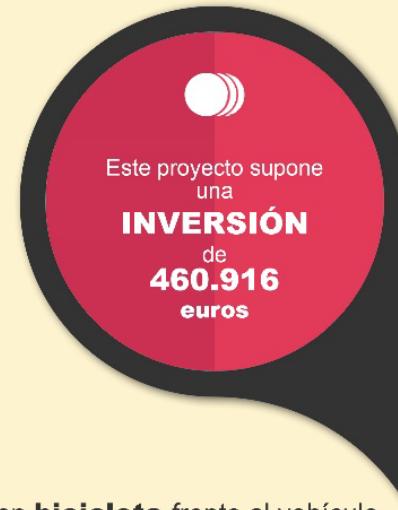 Este proyecto supone
una
INVERSIÓN
de
460.916
euros
en bicicleta frente al vehículo